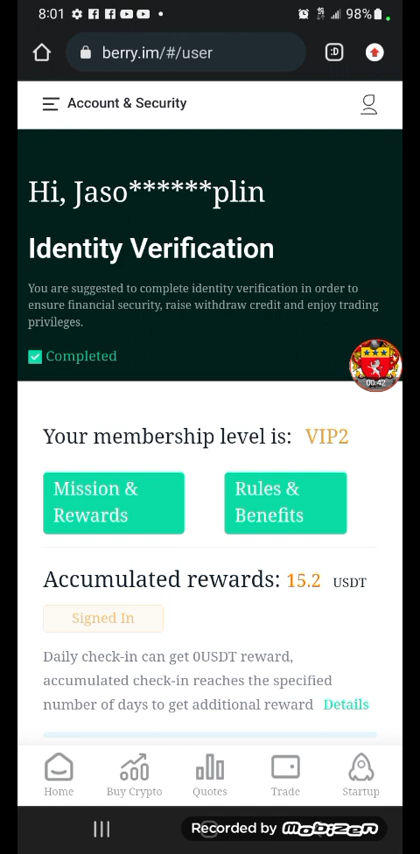 8:01
98%
berry.im/#/user
:D
Account & Security
Hi, Jaso******plin
Identity Verification
You are suggested to complete identity verification in order to
ensure financial security, raise withdraw credit and enjoy trading
privileges.
Completed
00:42
Your membership level is: VIP2
Mission &
Rewards
Rules &
Benefits
Accumulated rewards: 15.2 USDT
Signed In
Daily check-in can get 0USDT reward,
accumulated check-in reaches the specified
number of days to get additional reward Details
Home
Buy Crypto
Quotes
Trade
Startup
Recorded by Mobizen